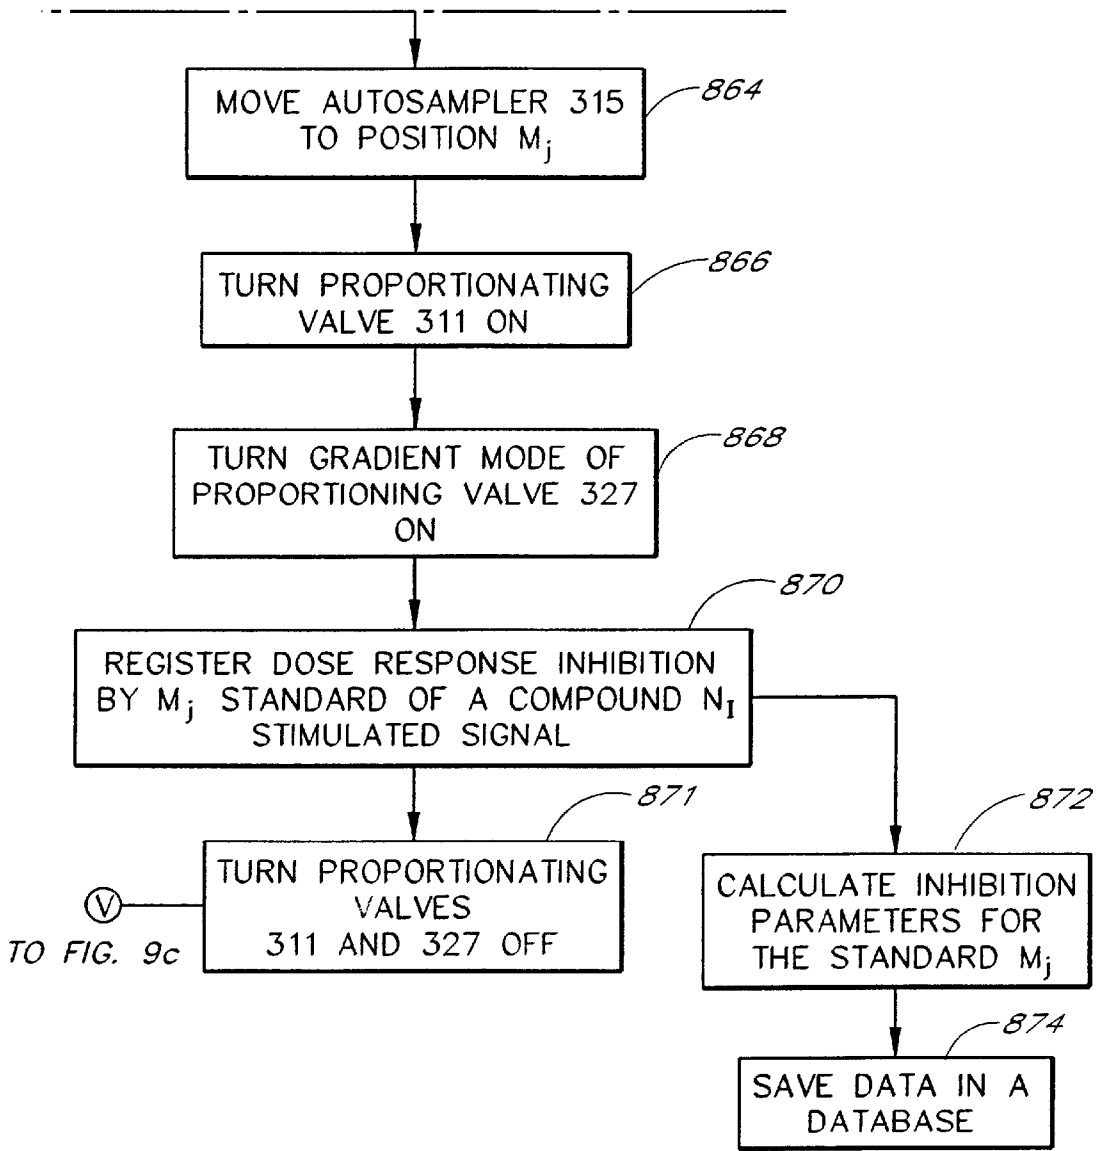 MOVE AUTOSAMPLER 315
TO POSITION Mj
864
TURN PROPORTIONATING
VALVE 311 ON
866
TURN GRADIENT MODE OF
PROPORTIONING VALVE 327
ON
868
REGISTER DOSE RESPONSE INHIBITION
BY Mj STANDARD OF A COMPOUND NI
STIMULATED SIGNAL
870
TURN PROPORTIONATING
VALVES
311 AND 327 OFF
871
V
TO FIG. 9c
CALCULATE INHIBITION
PARAMETERS FOR
THE STANDARD Mj
872
SAVE DATA IN A
DATABASE
874